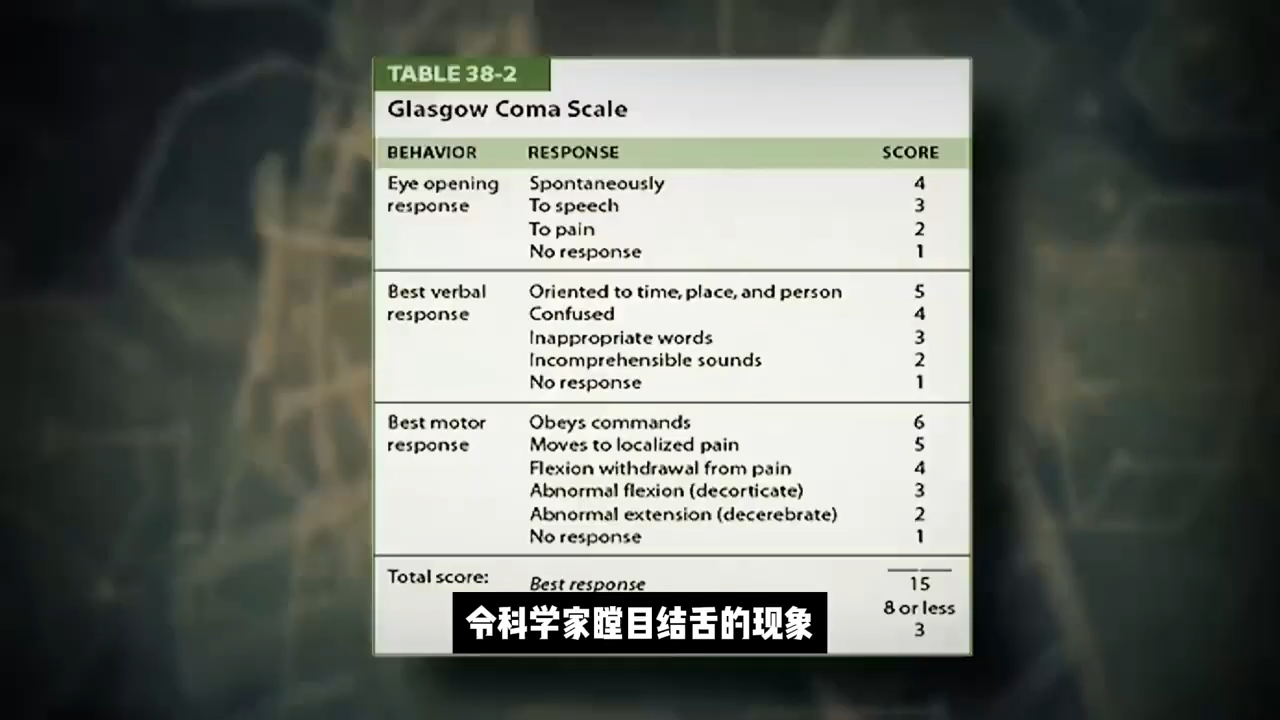 TABLE 38-2
Glasgow Coma Scale
BEHAVIOR RESPONSE SCORE
Eye opening Spontaneously 4
response To speech 3
To pain 2
No response 1
Best verbal Oriented to time, place, and person 5
response Confused 4
Inappropriate words 3
Incomprehensible sounds 2
No response 1
Best motor Obeys commands 6
response Moves to localized pain 5
Flexion withdrawal from pain 4
Abnormal flexion (decorticate) 3
Abnormal extension (decerebrate) 2
No response 1
Total score: Best response 15
8 or less
3
令科学家瞠目结舌的现象